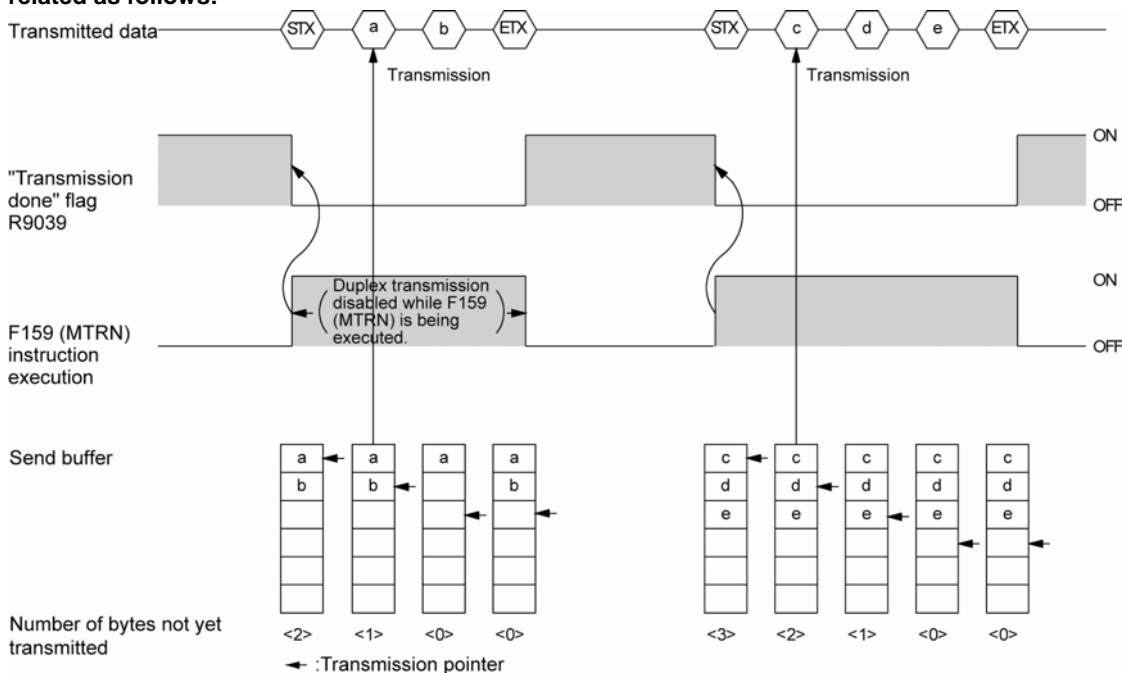 related as follows:
Transmitted data
STX a b ETX STX c d e ETX
Transmission Transmission
ON
"Transmission
done" flag
R9039
OFF
Duplex transmission
disabled while F159
(MTRN) is being
executed.
ON
F159 (MTRN)
instruction
execution
OFF
Send buffer
a a a a c c c c c
b b b d d d d d
e e e e e
Number of bytes not yet
transmitted
<2> <1> <0> <0> <3> <2> <1> <0> <0>
:Transmission pointer